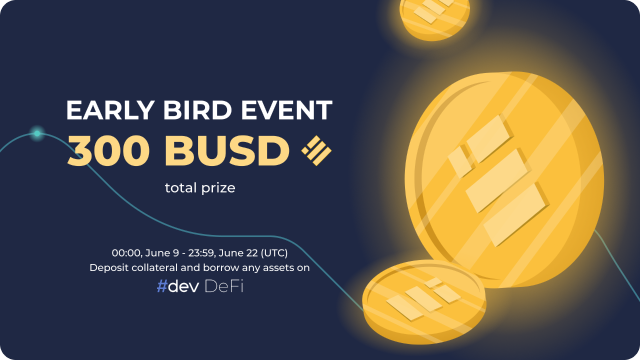 EARLY BIRD EVENT
300 BUSD
total prize
00:00, June 9 - 23:59, June 22 (UTC)
Deposit collateral and borrow any assets on
#dev DeFi